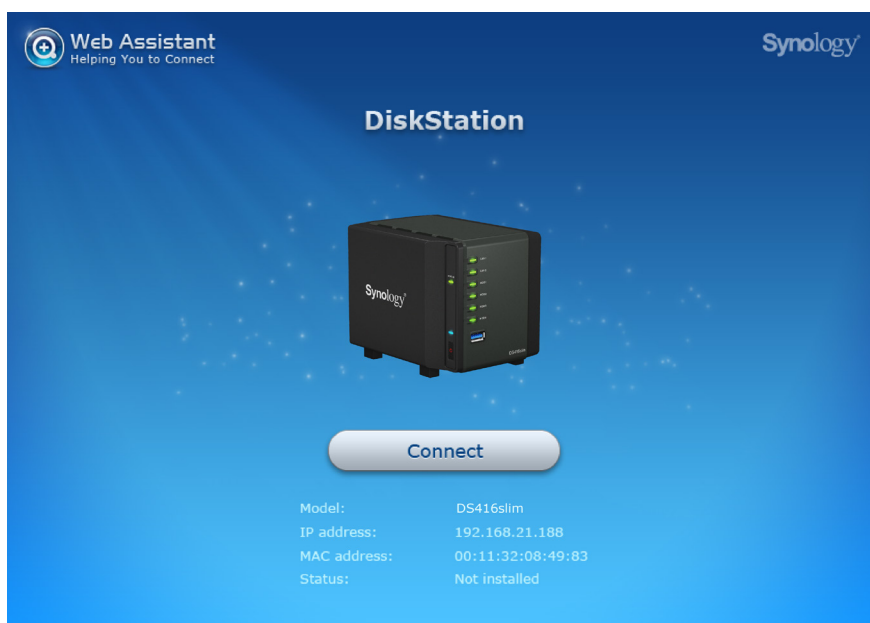 Web Assistant
Helping You to Connect
Synology
DiskStation
Synology
Connect
Model: DS416slim
IP address: 192.168.21.188
MAC address: 00:11:32:08:49:83
Status: Not installed